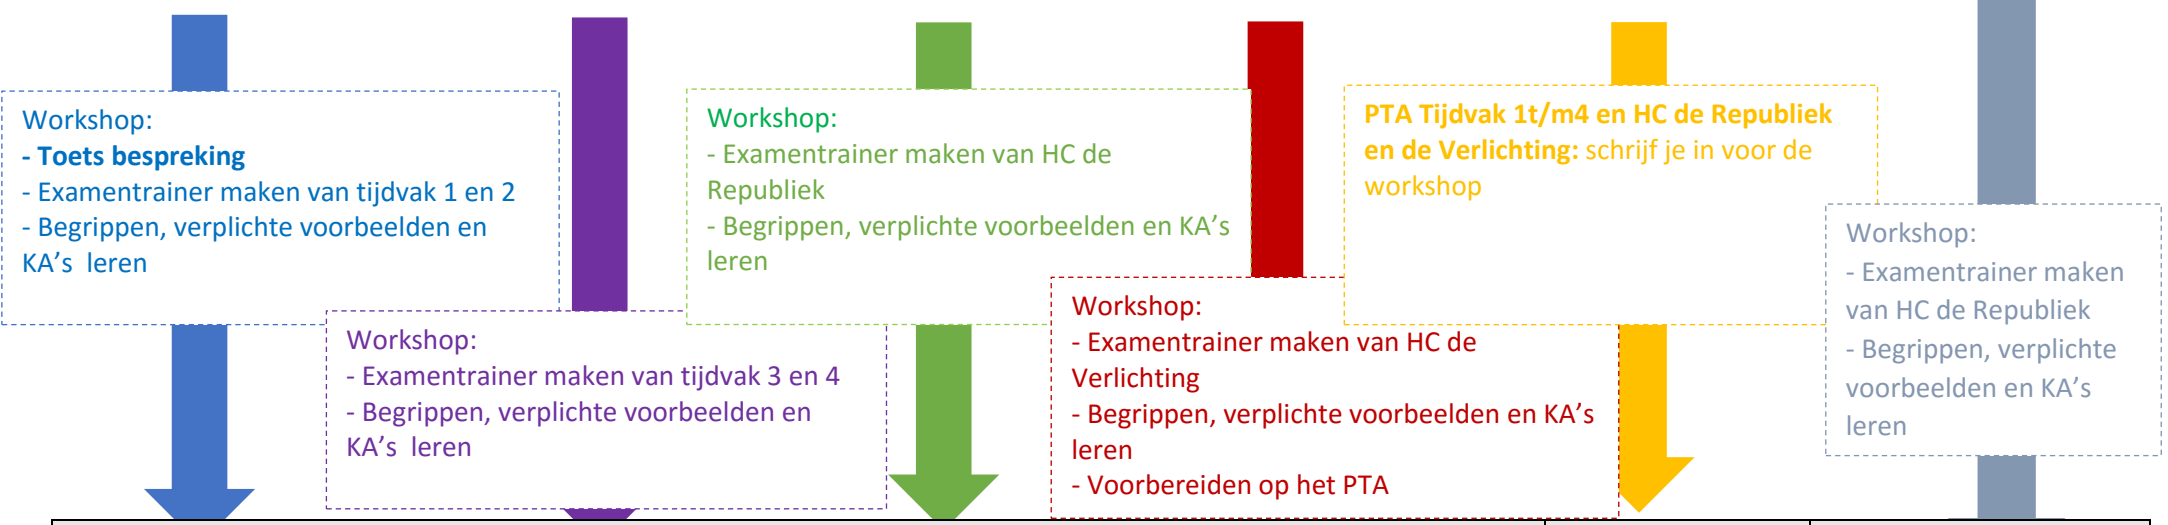 Workshop:
- Toets bespreking
- Examentrainer maken van tijdvak 1 en 2
- Begrippen, verplichte voorbeelden en
KA’s  leren
Workshop:
- Examentrainer maken van tijdvak 3 en 4
- Begrippen, verplichte voorbeelden en
KA’s  leren
Workshop:
- Examentrainer maken van HC de
Republiek
- Begrippen, verplichte voorbeelden en KA’s
leren
Workshop:
- Examentrainer maken van HC de
Verlichting
- Begrippen, verplichte voorbeelden en KA’s
leren
- Voorbereiden op het PTA
PTA Tijdvak 1t/m4 en HC de Republiek
en de Verlichting: schrijf je in voor de
workshop
Workshop:
- Examentrainer maken
van HC de Republiek
- Begrippen, verplichte
voorbeelden en KA’s
leren